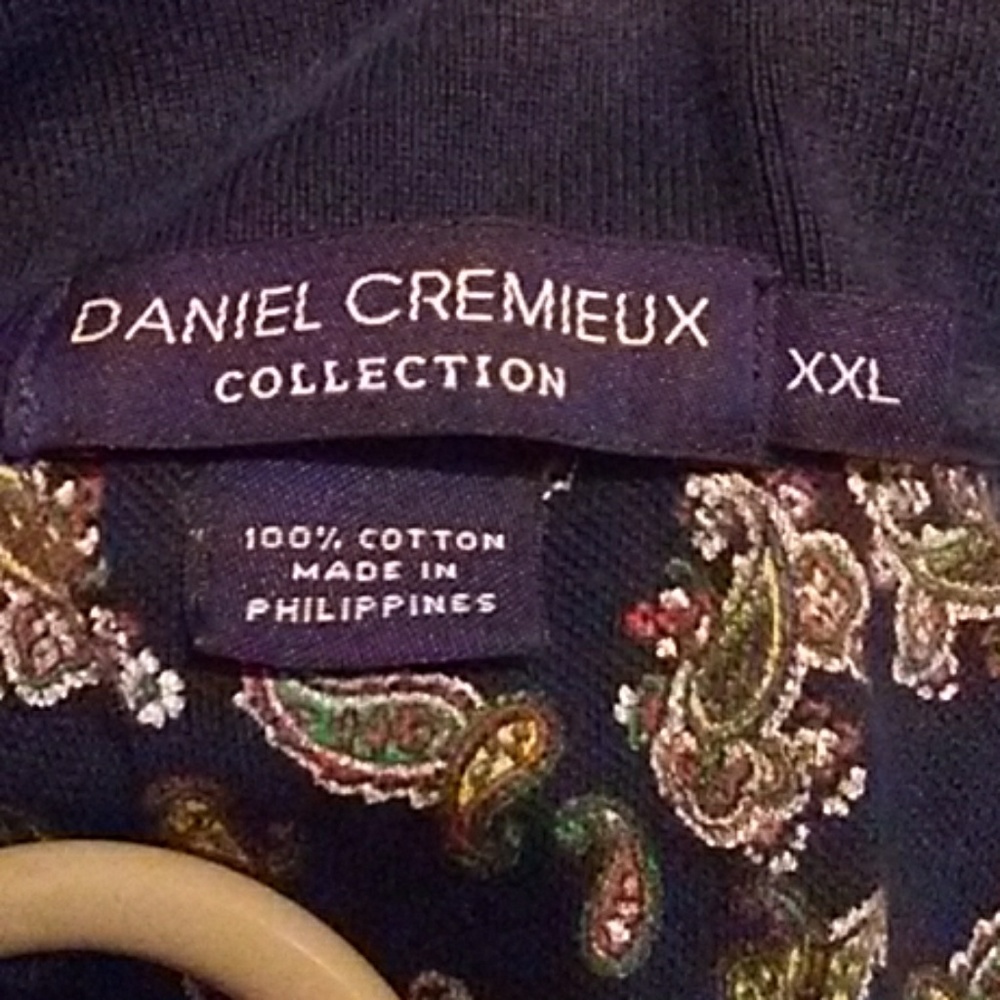 DANIEL CREMIEUX
COLLECTION
XXL
100% COTTON
MADE IN
PHILIPPINES